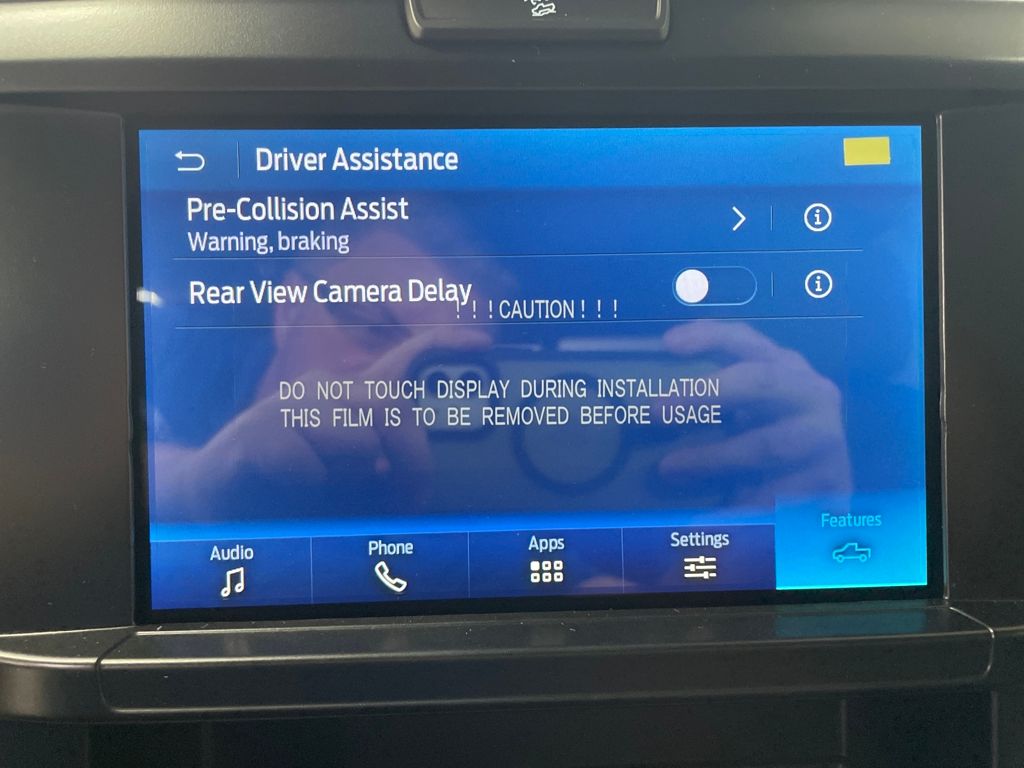 Driver Assistance
Pre-Collision Assist
Warning, braking
Rear View Camera Delay
! ! ! CAUTION ! ! !
DO NOT TOUCH DISPLAY DURING INSTALLATION
THIS FILM IS TO BE REMOVED BEFORE USAGE
Audio
Phone
Apps
Settings
Features